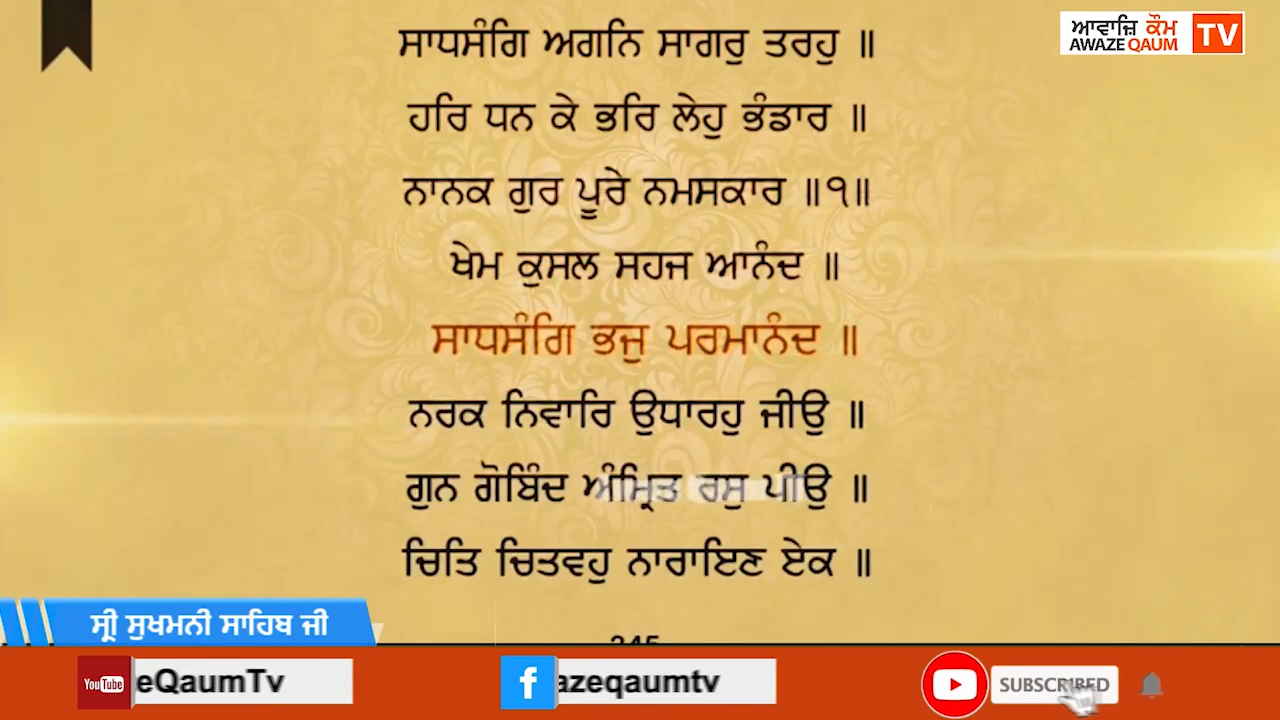 ਸਾਧਸੰਗਿ ਅਗਨਿ ਸਾਗਰੁ ਤਰਹੁ ॥
ਆਵਾਜ਼ਿ ਕੌਮ
AWAZE QAUM
TV
ਹਰਿ ਧਨ ਕੇ ਭਰਿ ਲੇਹੁ ਭੰਡਾਰ ॥
ਨਾਨਕ ਗੁਰ ਪੂਰੇ ਨਮਸਕਾਰ ॥੧॥
ਖੇਮ ਕੁਸਲ ਸਹਜ ਆਨੰਦ ॥
ਸਾਧਸੰਗਿ ਭਜੁ ਪਰਮਾਨੰਦ ॥
ਨਰਕ ਨਿਵਾਰਿ ਉਧਾਰਹੁ ਜੀਉ ॥
ਗੁਨ ਗੋਬਿੰਦ ਅੰਮ੍ਰਿਤ ਰਸੁ ਪੀਉ ॥
ਚਿਤਿ ਚਿਤਵਹੁ ਨਾਰਾਇਣ ਏਕ ॥
ਸ੍ਰੀ ਸੁਖਮਨੀ ਸਾਹਿਬ ਜੀ
YouTube eQaumTv
f azeqaumtv
SUBSCRIBED